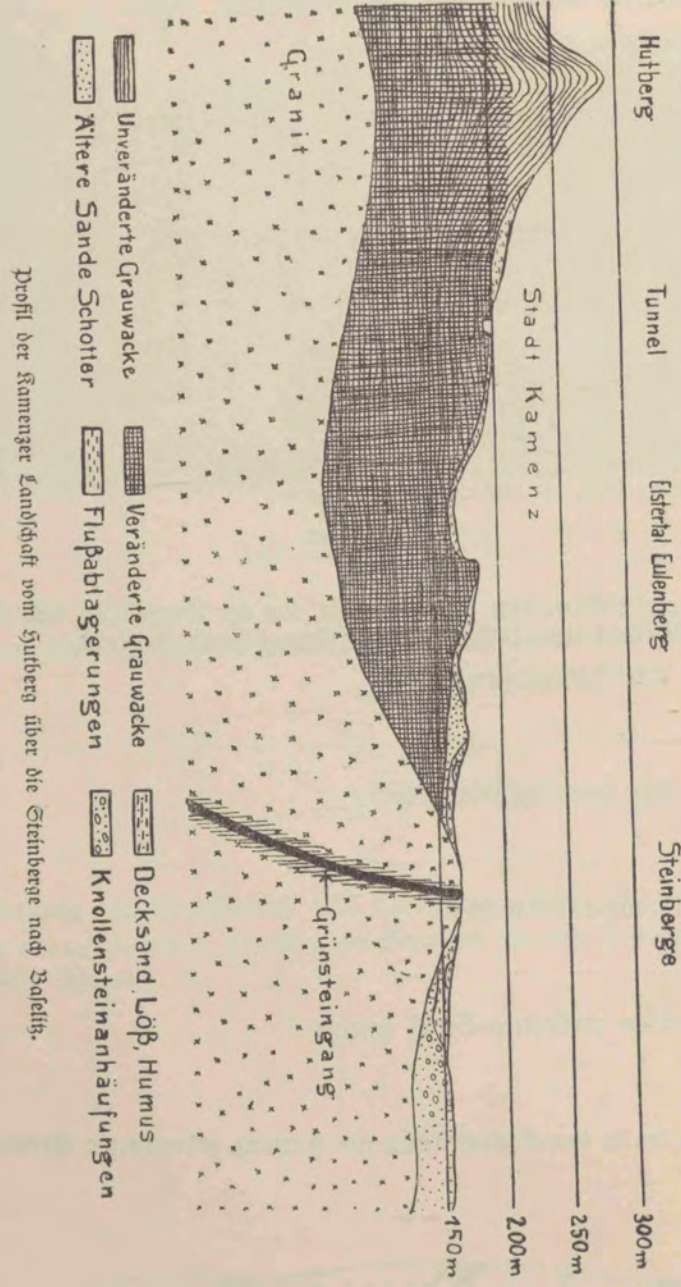 Hutberg Tunnel Elstertal Eulenberg Steinberge
300m
250m
Stadt Kamenz
200m
150m
Granit
Grünsteingang
Unveränderte Grauwacke Veränderte Grauwacke Decksand Löß, Humus
Ältere Sande Schotter Flußablagerungen Knollensteinanhäufungen
Profil der Kamenzer Landschaft vom Hutberg über die Steinberge nach Baselitz.